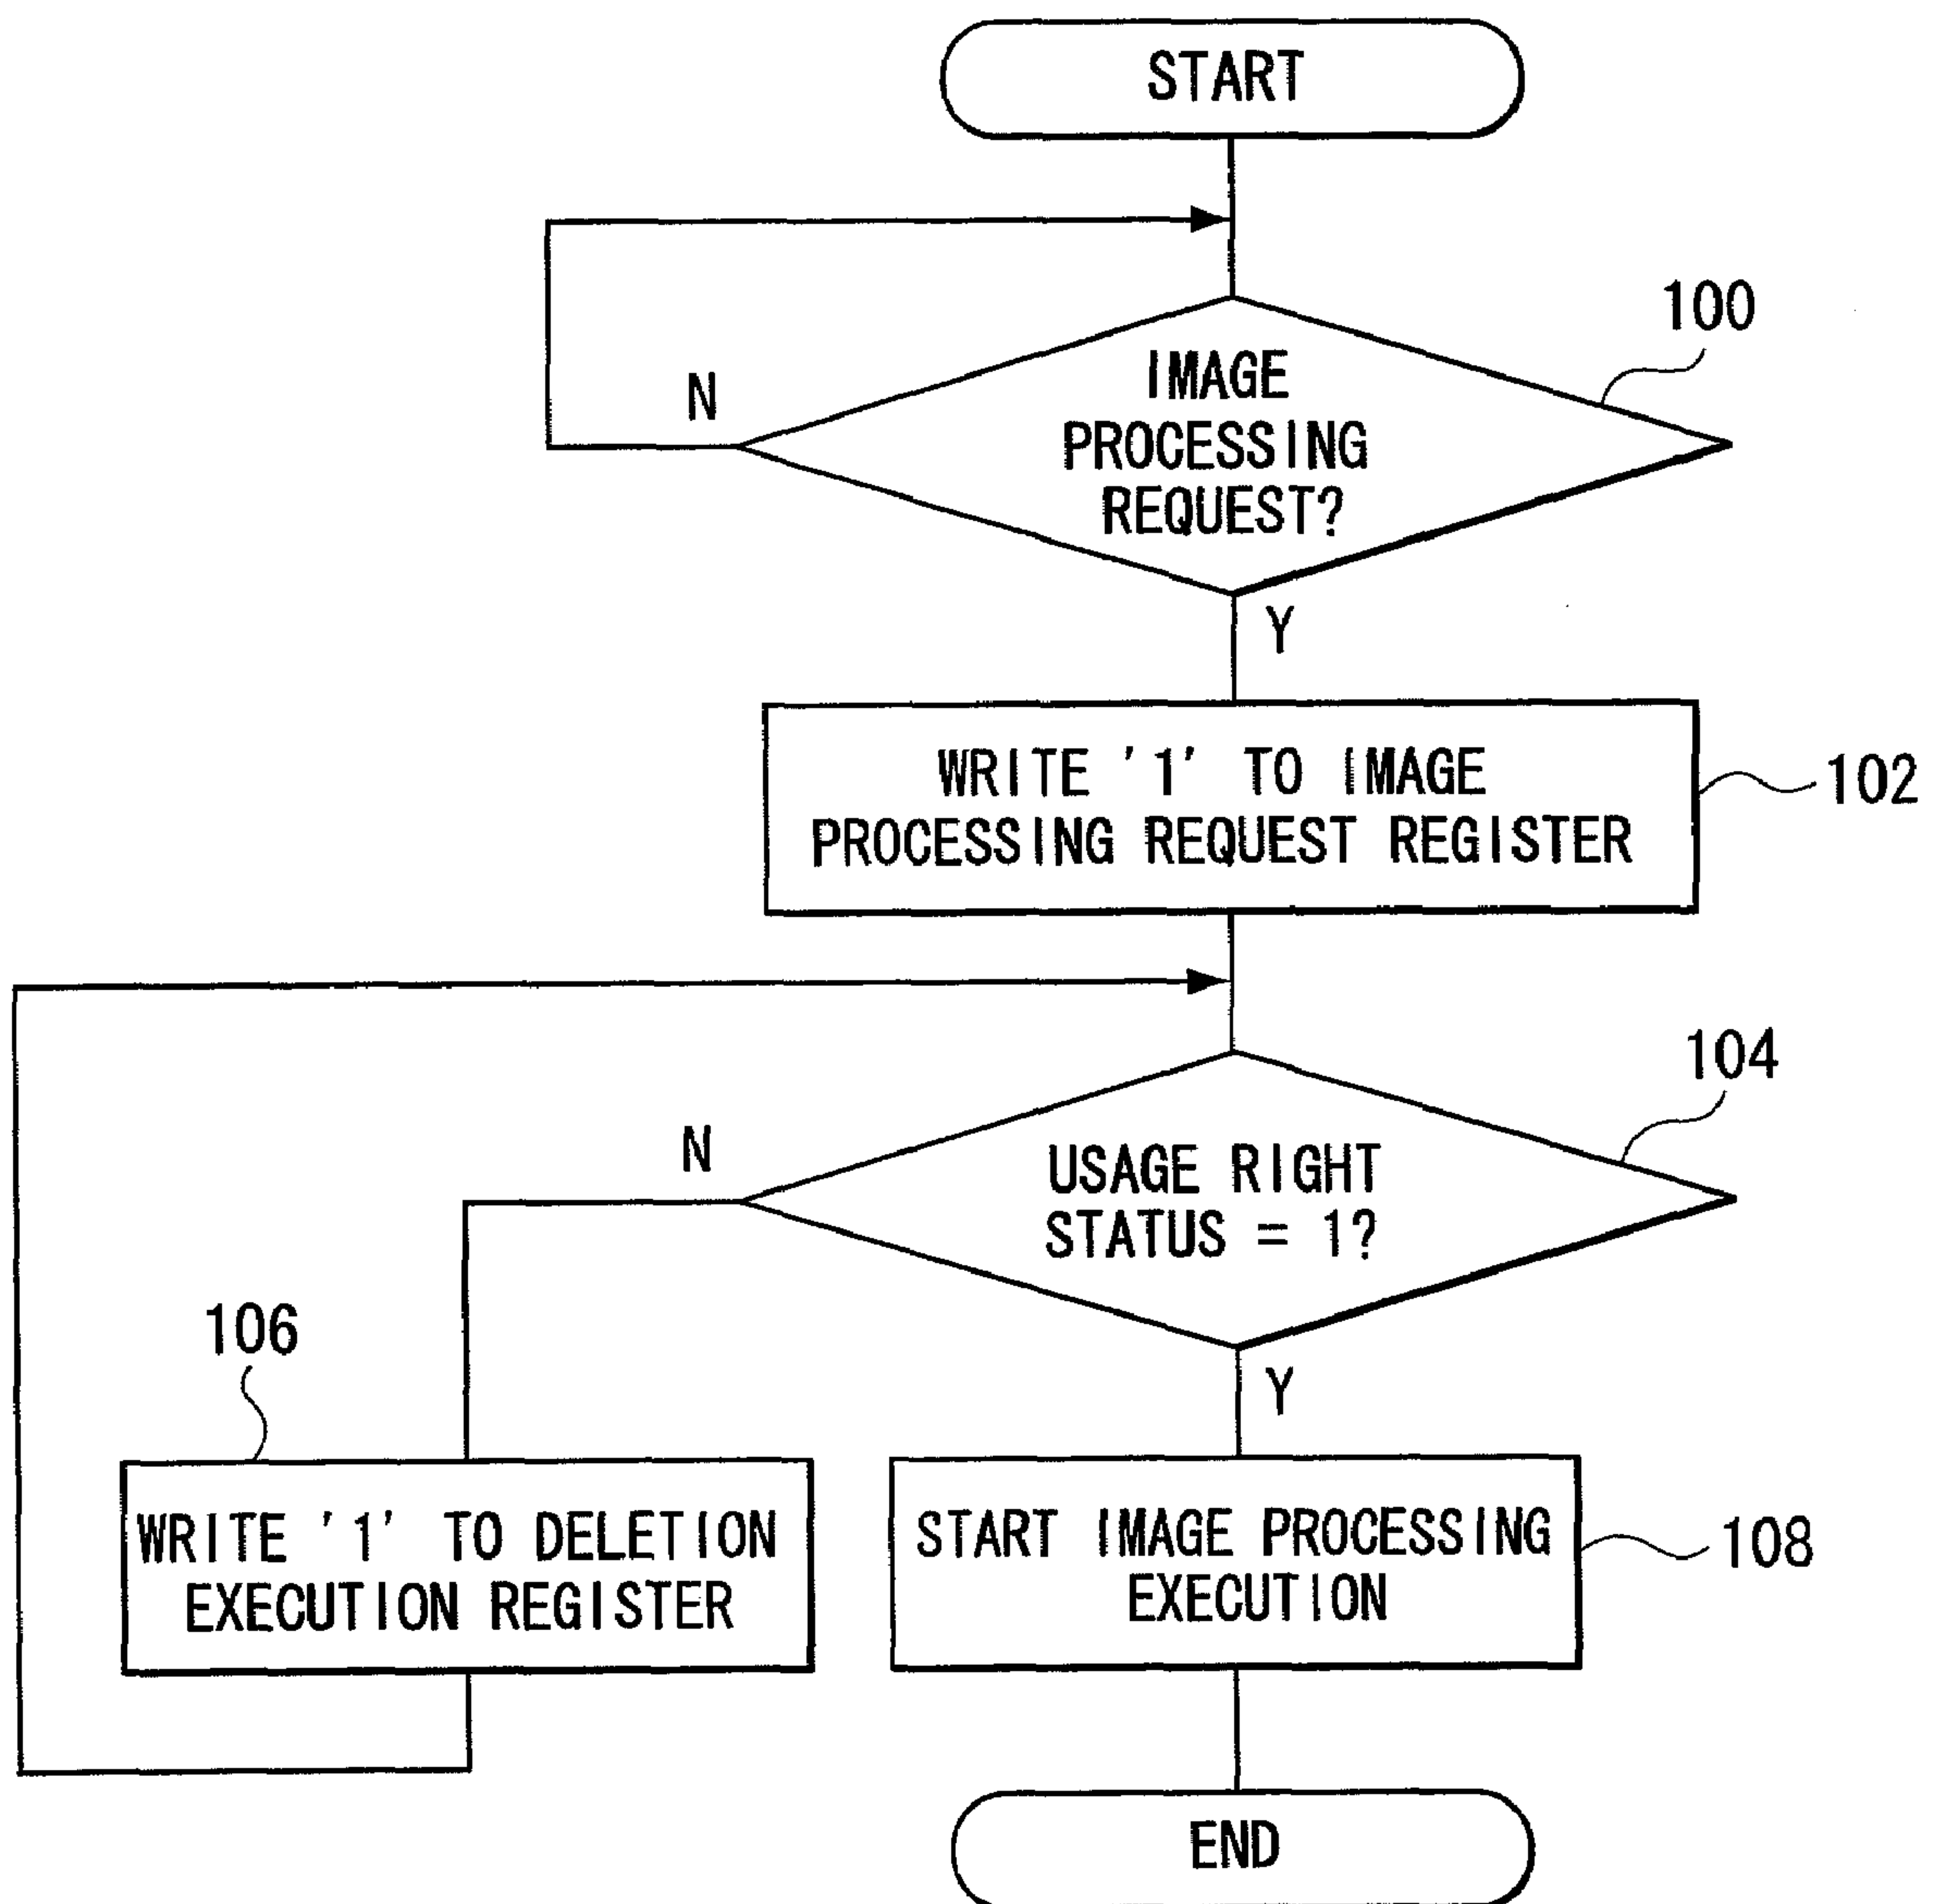 START
100
IMAGE
PROCESSING
REQUEST?
N
Y
WRITE '1' TO IMAGE
PROCESSING REQUEST REGISTER
102
104
USAGE RIGHT
STATUS = 1?
N
Y
106
WRITE '1' TO DELETION
EXECUTION REGISTER
START IMAGE PROCESSING
EXECUTION
108
END